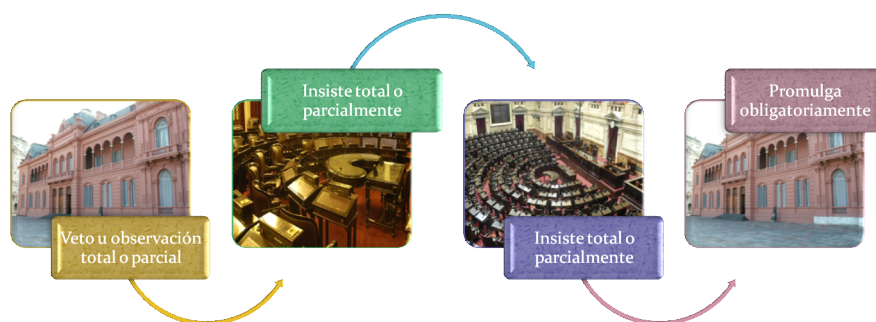 Veto u observación
total o parcial
Insiste total o
parcialmente
Insiste total o
parcialmente
Promulga
obligatoriamente